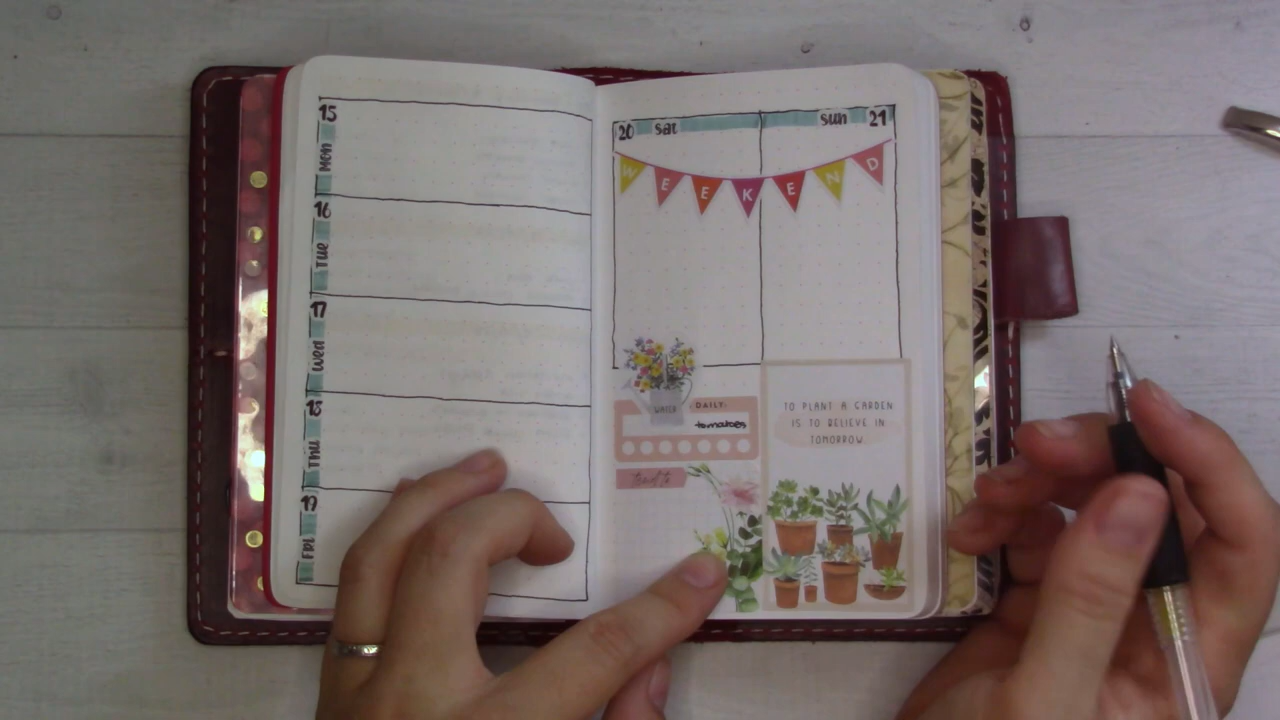 15
Mon
16
Tue
17
Wed
18
Thu
19
FRI
20 sat
sun 21
WEEKEND
WATER
DAILY:
tomatoes
TO PLANT A GARDEN
IS TO BELIEVE IN
TOMORROW.